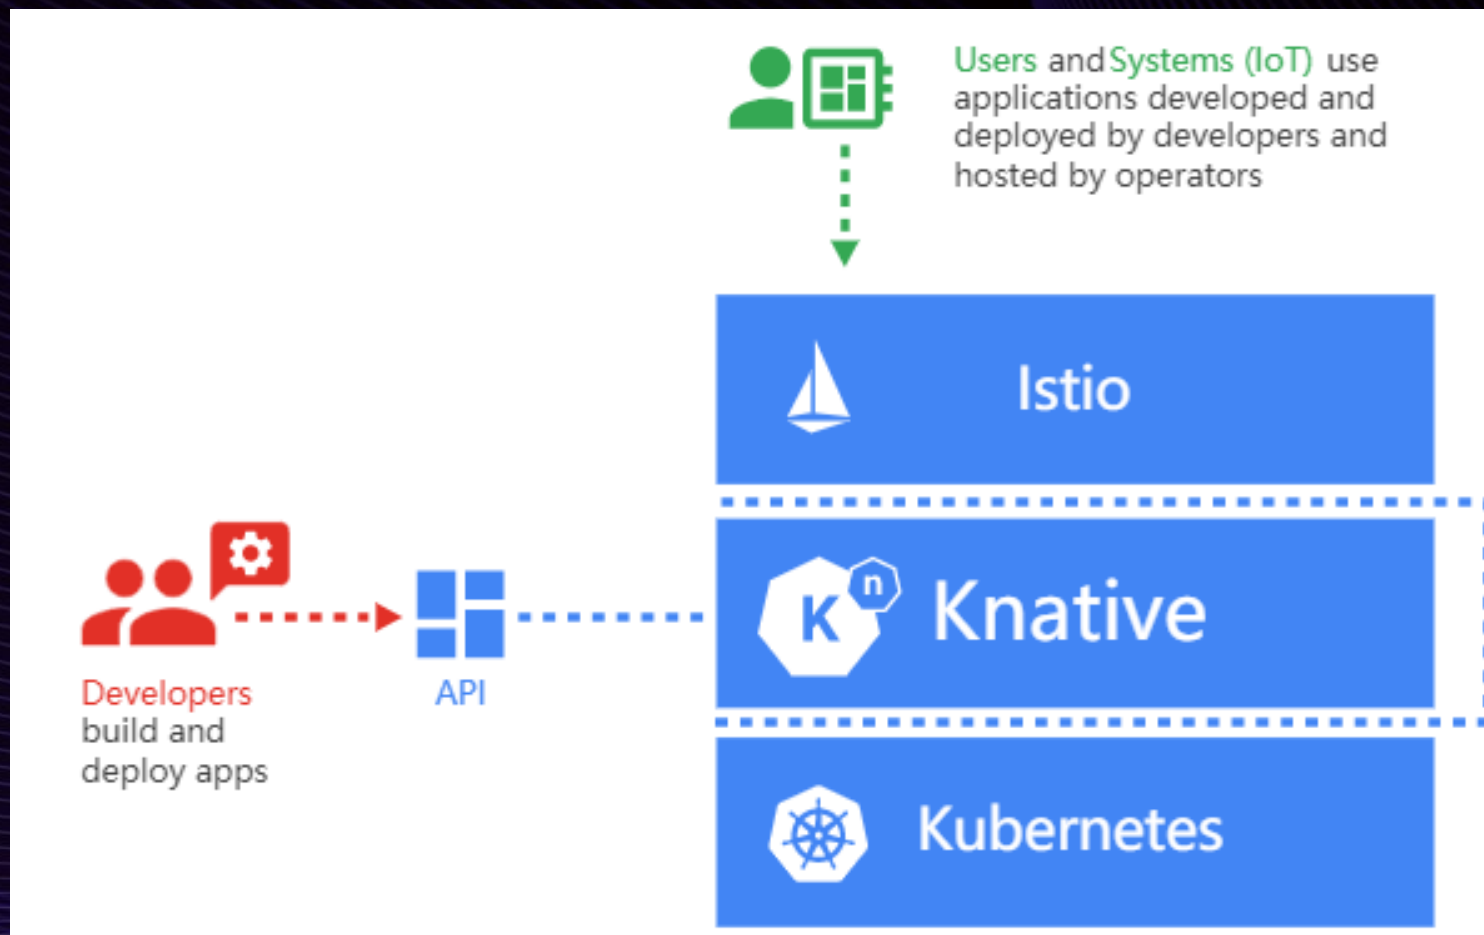 Users and Systems (IoT) use
applications developed and
deployed by developers and
hosted by operators
Istio
K n Knative
Developers
build and
deploy apps
API
Kubernetes